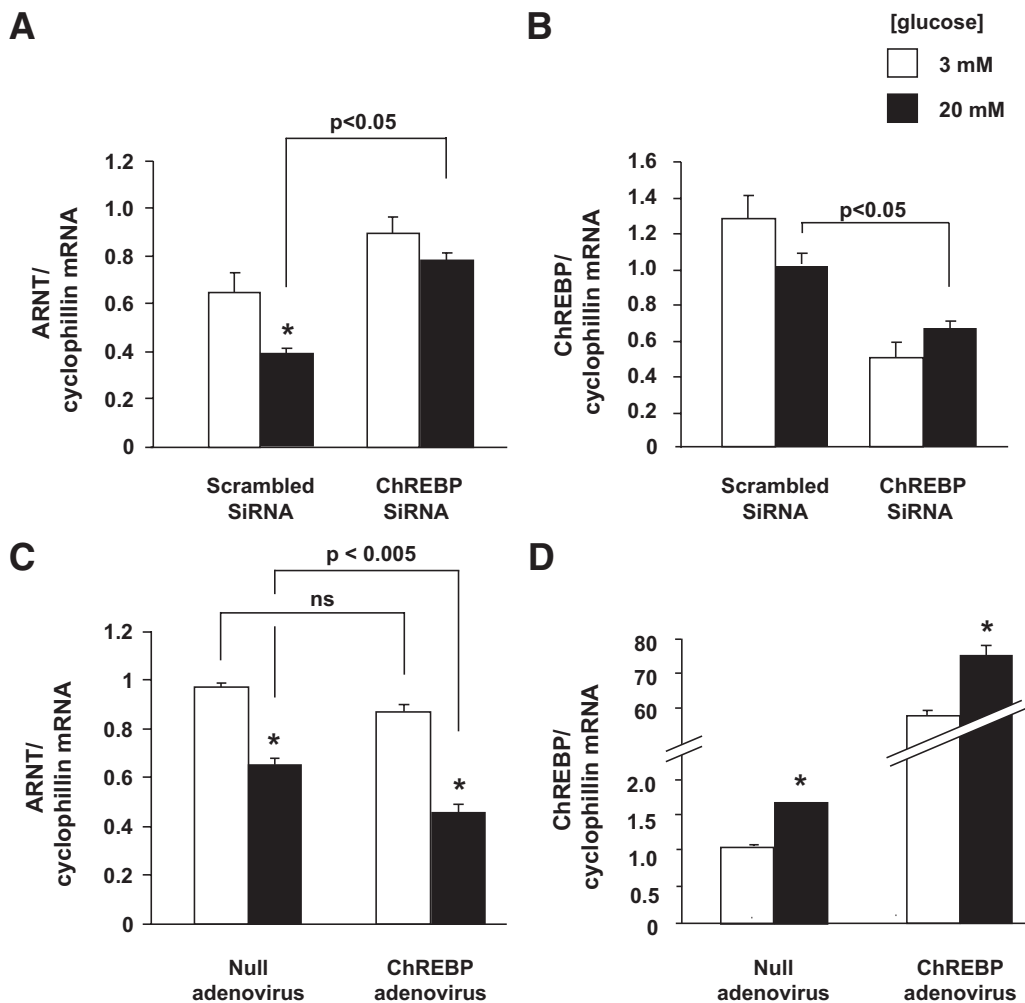 A
B
[glucose]
3 mM
20 mM
p<0.05
ARNT/
cyclophillin mRNA
1.2
1.0
0.8
0.6
0.4
0.2
0
*
Scrambled
SiRNA
ChREBP
SiRNA
p<0.05
ChREBP/
cyclophillin mRNA
1.6
1.4
1.2
1.0
0.8
0.6
0.4
0.2
0
Scrambled
SiRNA
ChREBP
SiRNA
C
D
p < 0.005
ns
ARNT/
cyclophillin mRNA
1.2
1
0.8
0.6
0.4
0.2
0
*
*
Null
adenovirus
ChREBP
adenovirus
ChREBP/
cyclophillin mRNA
80
70
60
2.0
1.5
1.0
0.5
0
*
*
Null
adenovirus
ChREBP
adenovirus